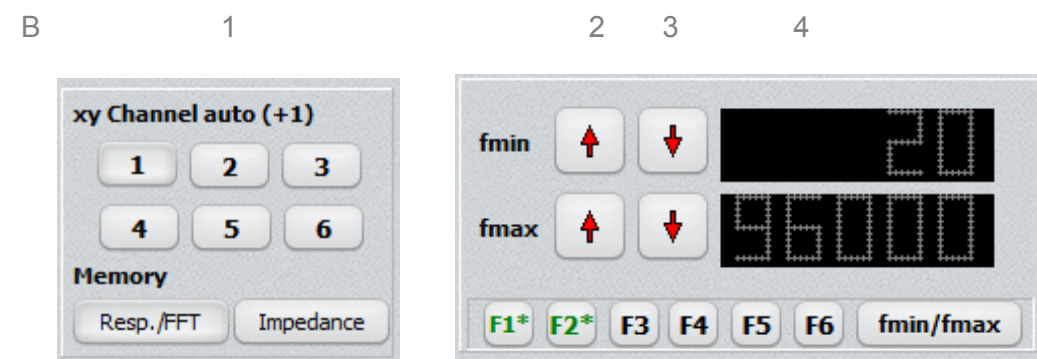 B 1 2 3 4
xy Channel auto (+1)
1 2 3
4 5 6
Memory
Resp./FFT Impedance
fmin 20
fmax 96000
F1* F2* F3 F4 F5 F6 fmin/fmax